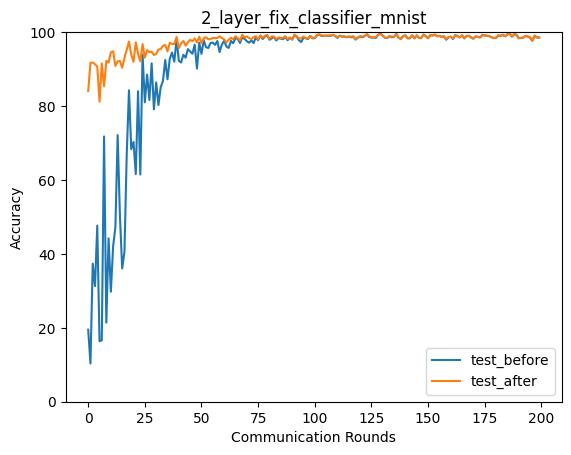 2_layer_fix_classifier_mnist
100
80
60
40
20
0
Accuracy
0 25 50 75 100 125 150 175 200
Communication Rounds
test_before
test_after